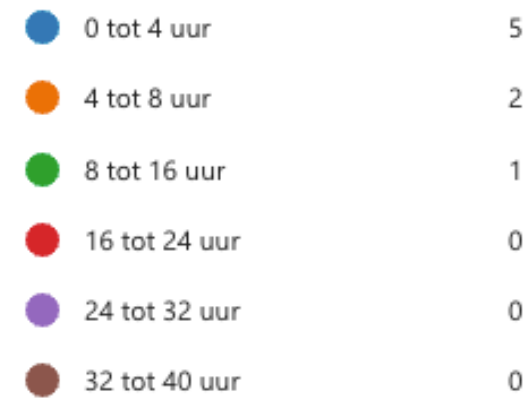 0 tot 4 uur 5
4 tot 8 uur 2
8 tot 16 uur 1
16 tot 24 uur 0
24 tot 32 uur 0
32 tot 40 uur 0